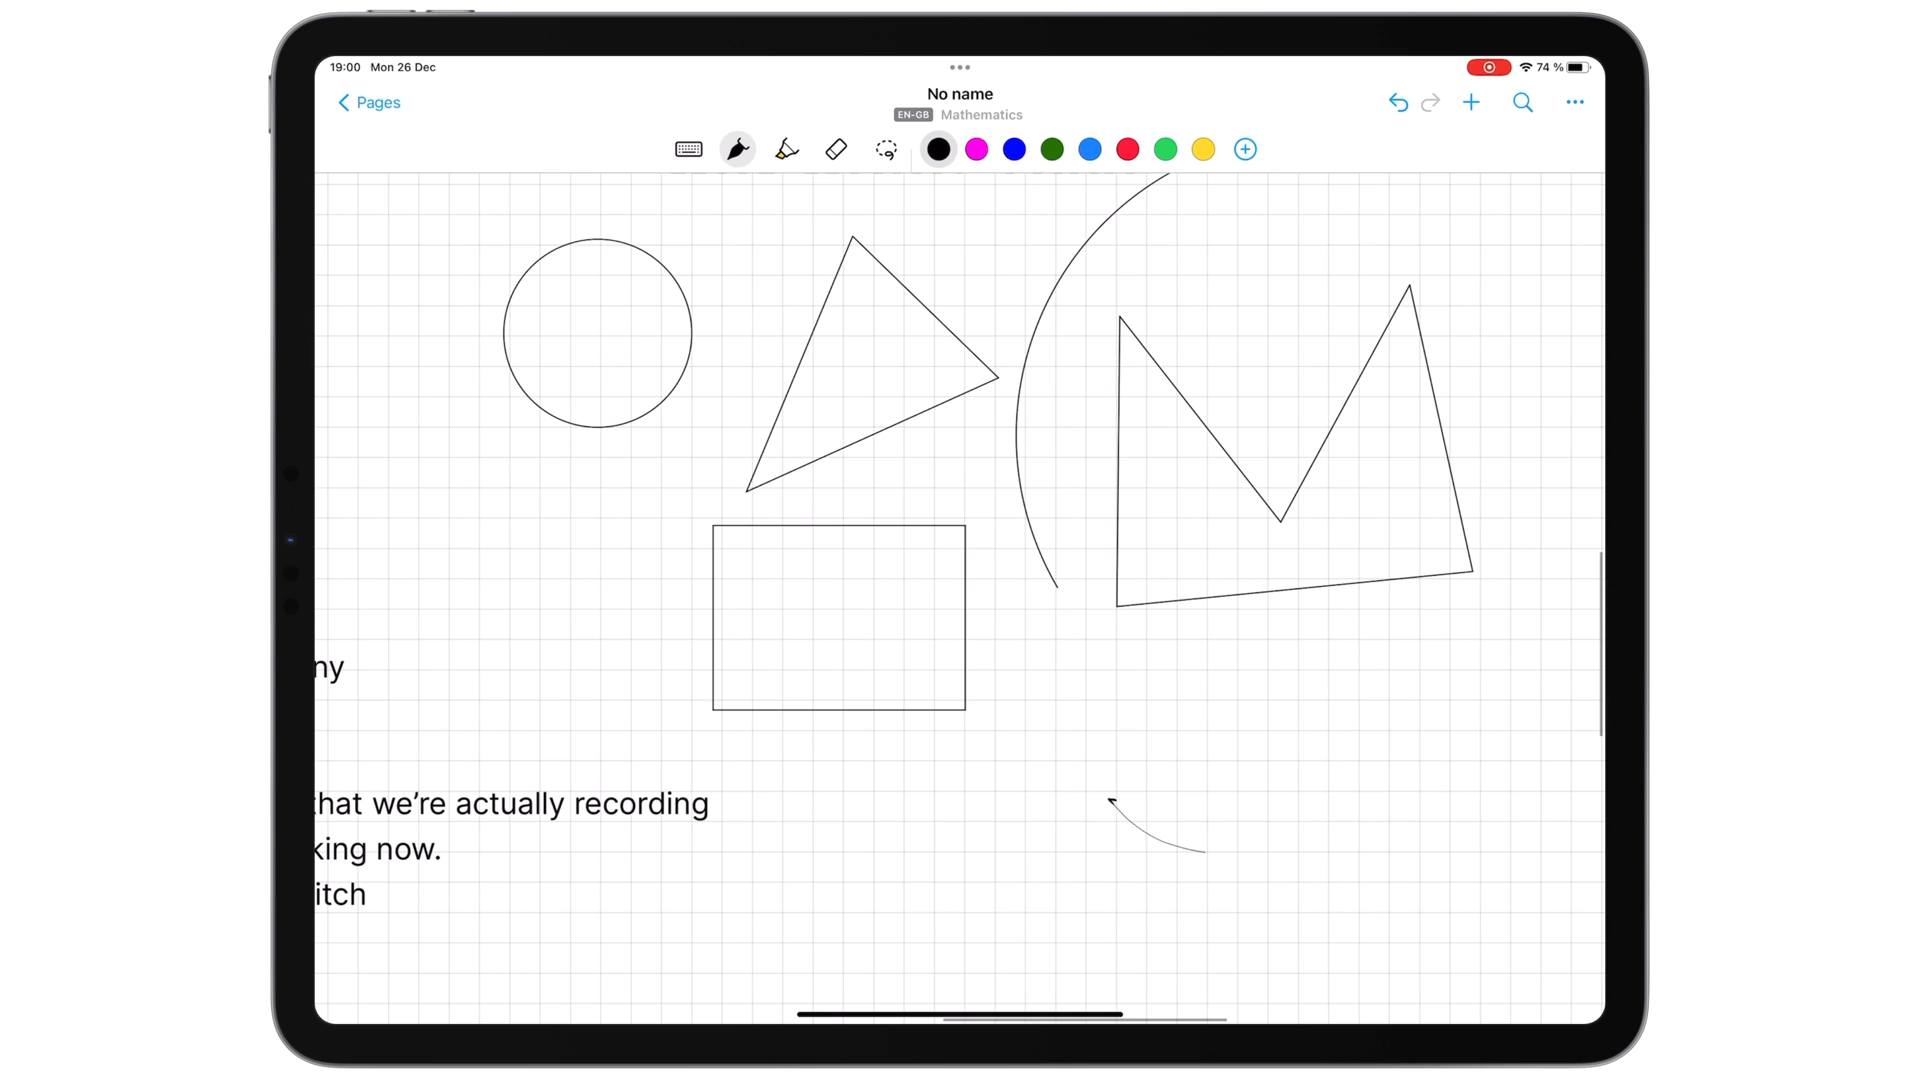 19:00 Mon 26 Dec
74 %
Pages
No name
EN-GB Mathematics
ny
that we're actually recording
king now.
itch